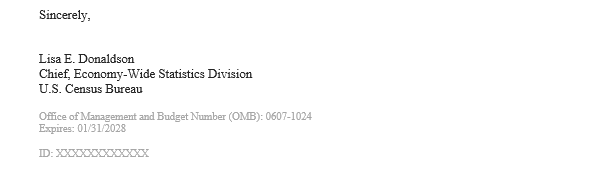 Sincerely,
Lisa E. Donaldson
Chief, Economy-Wide Statistics Division
U.S. Census Bureau
Office of Management and Budget Number (OMB): 0607-1024
Expires: 01/31/2028
ID: XXXXXXXXXXXX